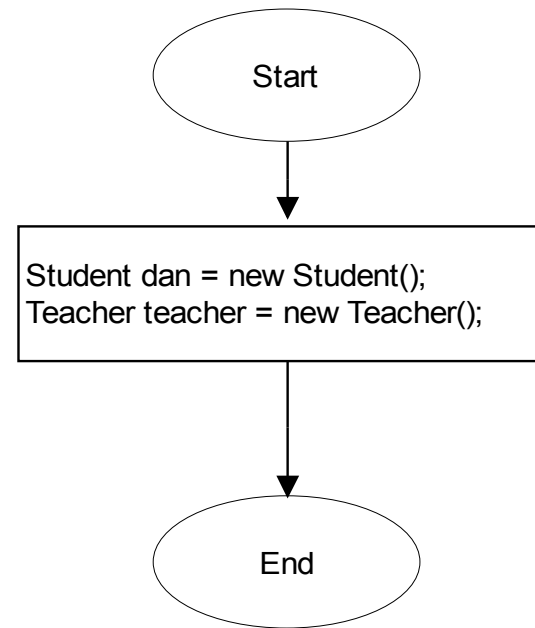 Start
Student dan = new Student();
Teacher teacher = new Teacher();
End